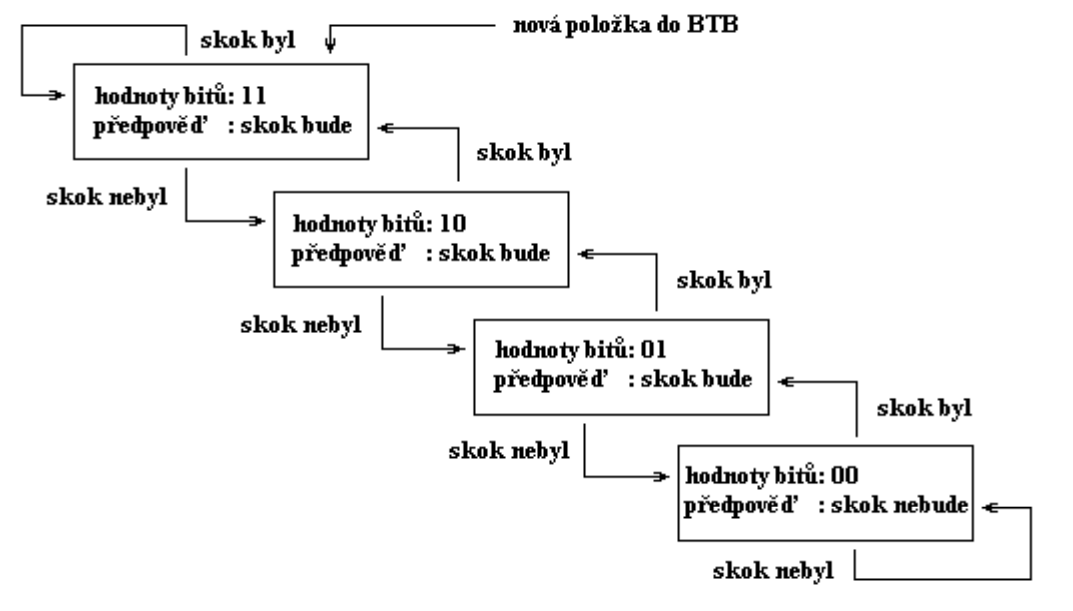 nová položka do BTB
skok byl
hodnoty bitů: 11
předpověď : skok bude
skok byl
skok nebyl
hodnoty bitů: 10
předpověď : skok bude
skok byl
skok nebyl
hodnoty bitů: 01
předpověď : skok bude
skok byl
skok nebyl
hodnoty bitů: 00
předpověď : skok nebude
skok nebyl